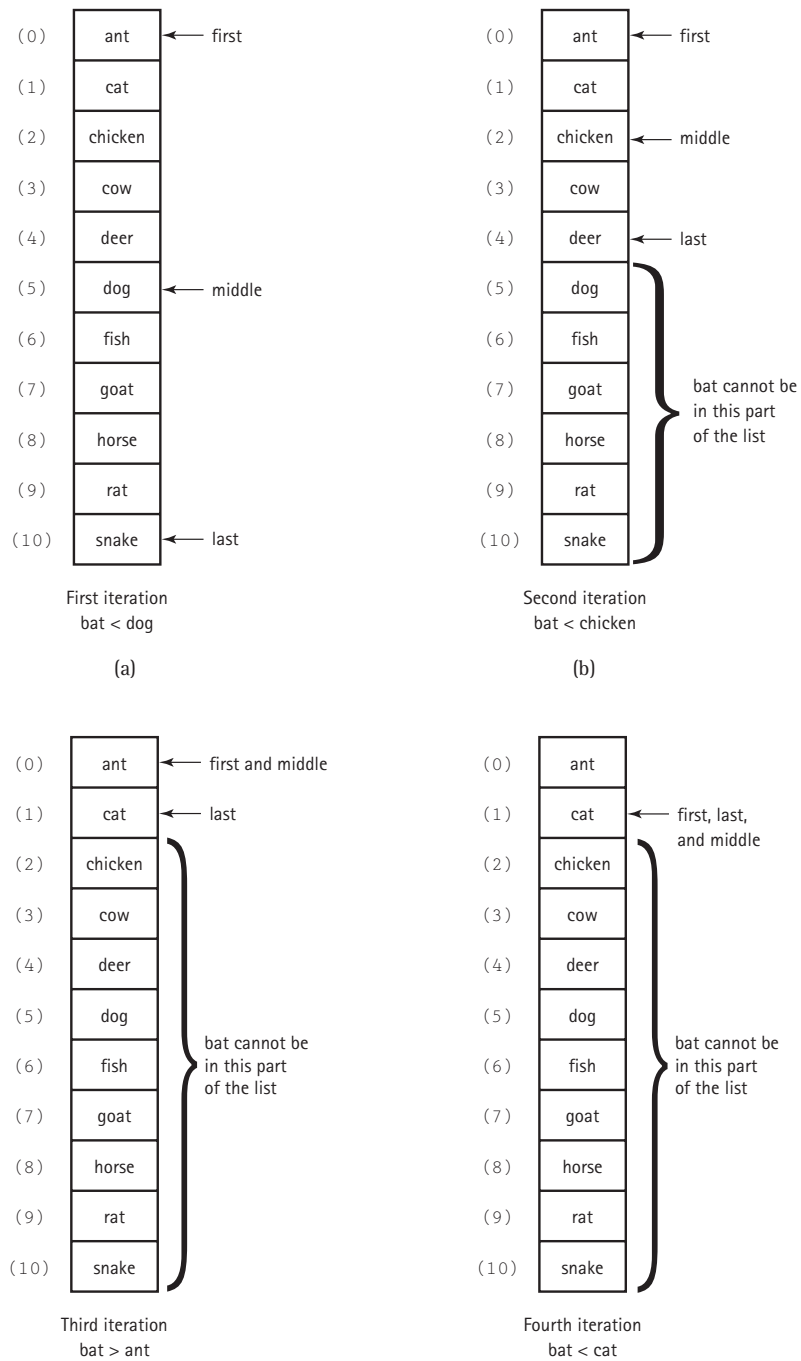 (0) ant first
(1) cat
(2) chicken
(3) cow
(4) deer
(5) dog middle
(6) fish
(7) goat
(8) horse
(9) rat
(10) snake last
First iteration
bat < dog
(a)
(0) ant first
(1) cat
(2) chicken middle
(3) cow
(4) deer last
(5) dog
(6) fish
(7) goat
(8) horse
(9) rat
(10) snake
bat cannot be
in this part
of the list
Second iteration
bat < chicken
(b)
(0) ant first and middle
(1) cat last
(2) chicken
(3) cow
(4) deer
(5) dog
(6) fish
(7) goat
(8) horse
(9) rat
(10) snake
bat cannot be
in this part
of the list
Third iteration
bat > ant
(0) ant
(1) cat first, last,
and middle
(2) chicken
(3) cow
(4) deer
(5) dog
(6) fish
(7) goat
(8) horse
(9) rat
(10) snake
bat cannot be
in this part
of the list
Fourth iteration
bat < cat